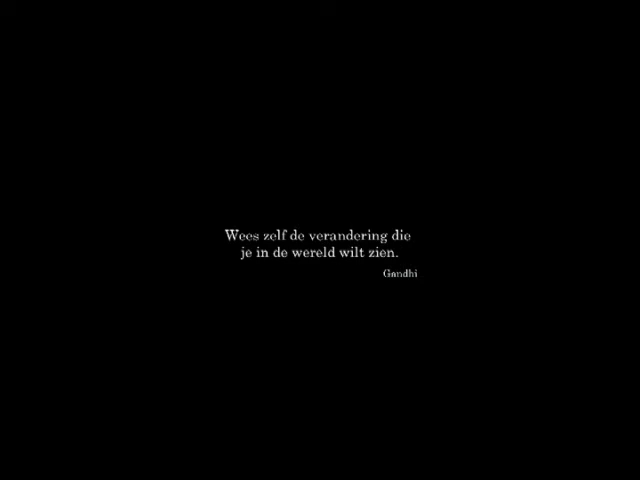 Wees zelf de verandering die
je in de wereld wilt zien.
Gandhi